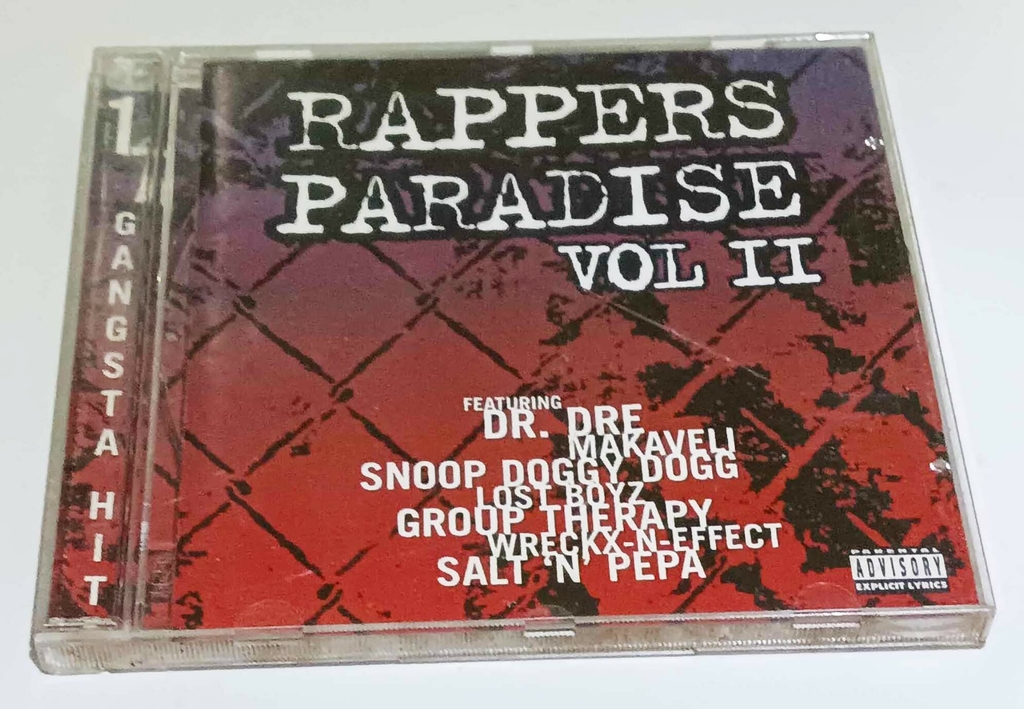 GANGSTA HIT
RAPPERS
PARADISE
VOL II
FEATURING
DR. DRE
MAKAVELI
SNOOP DOGGY DOGG
LOST BOYZ
GROUP THERAPY
WRECKX-N-EFFECT
SALT 'N' PEPA
PARENTAL
ADVISORY
EXPLICIT LYRICS